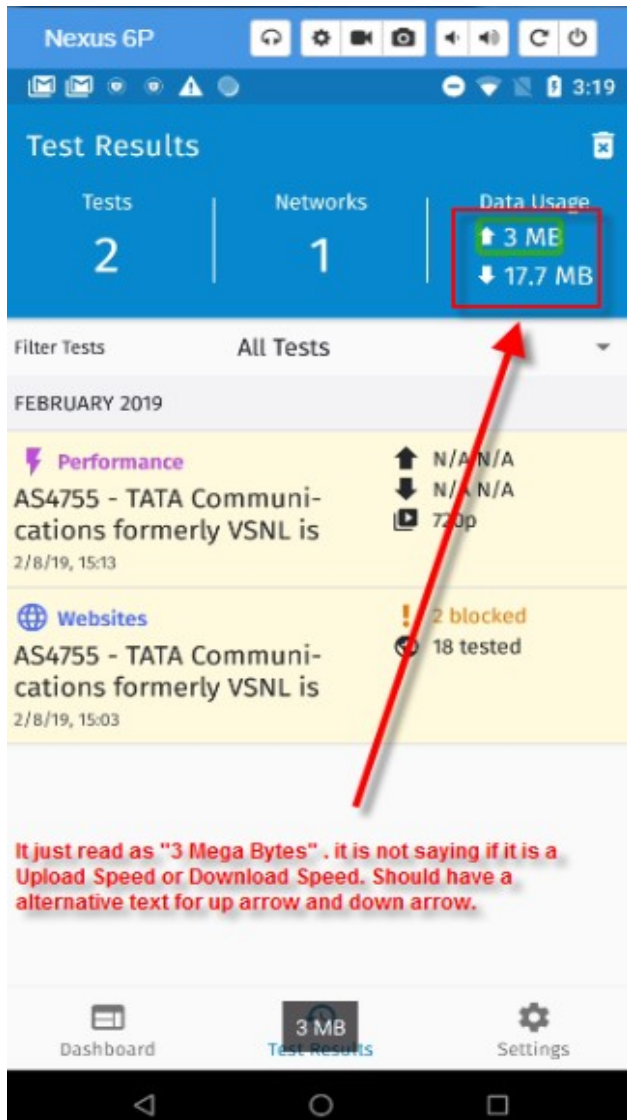 Nexus 6P
3:19
Test Results
Tests
Networks
Data Usage
2
1
3 MB
17.7 MB
Filter Tests
All Tests
FEBRUARY 2019
Performance
N/A N/A
AS4755 - TATA Communi-
N/A N/A
cations formerly VSNL is
720p
2/8/19, 15:13
Websites
2 blocked
AS4755 - TATA Communi-
18 tested
cations formerly VSNL is
2/8/19, 15:03
It just read as "3 Mega Bytes" . it is not saying if it is a
Upload Speed or Download Speed. Should have a
alternative text for up arrow and down arrow.
3 MB
Dashboard
Test Results
Settings